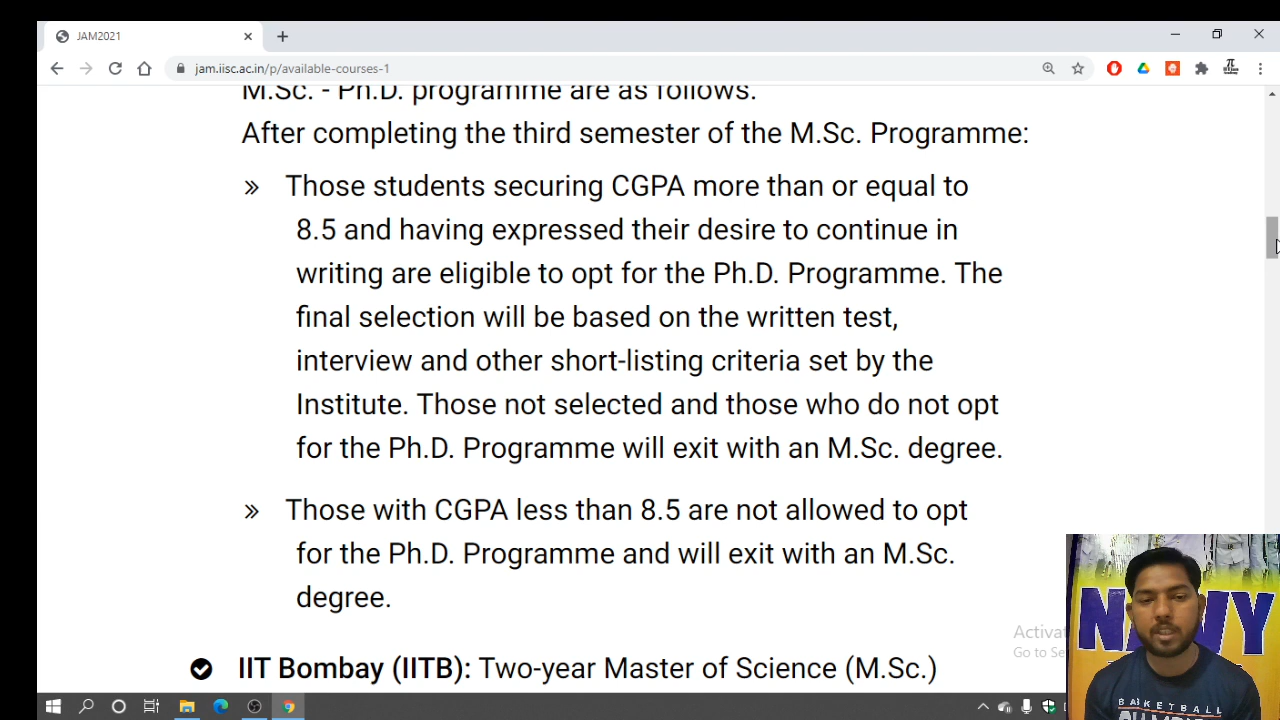 JAM2021
jam.iisc.ac.in/p/available-courses-1
M.Sc. - Ph.D. programme are as follows.
After completing the third semester of the M.Sc. Programme:
» Those students securing CGPA more than or equal to
8.5 and having expressed their desire to continue in
writing are eligible to opt for the Ph.D. Programme. The
final selection will be based on the written test,
interview and other short-listing criteria set by the
Institute. Those not selected and those who do not opt
for the Ph.D. Programme will exit with an M.Sc. degree.
» Those with CGPA less than 8.5 are not allowed to opt
for the Ph.D. Programme and will exit with an M.Sc.
degree.
IIT Bombay (IITB): Two-year Master of Science (M.Sc.)
Activat
Go to Se
NAVY
BASKETBALL